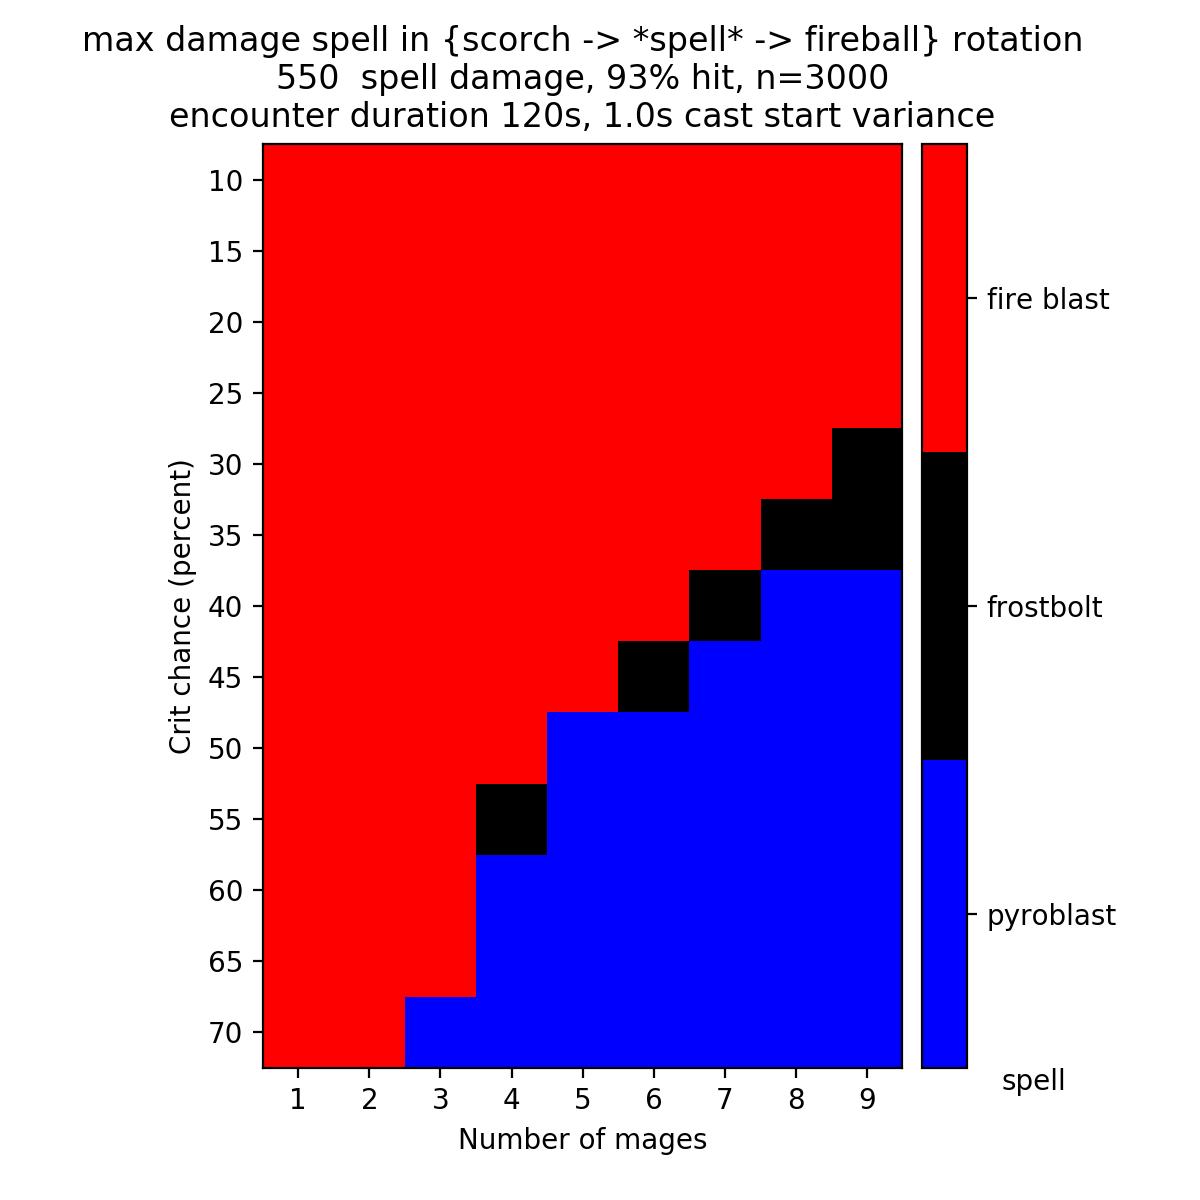 max damage spell in {scorch -> *spell* -> fireball} rotation
550  spell damage, 93% hit, n=3000
encounter duration 120s, 1.0s cast start variance
Crit chance (percent)
10
15
20
25
30
35
40
45
50
55
60
65
70
1 2 3 4 5 6 7 8 9
Number of mages
fire blast
frostbolt
pyroblast
spell